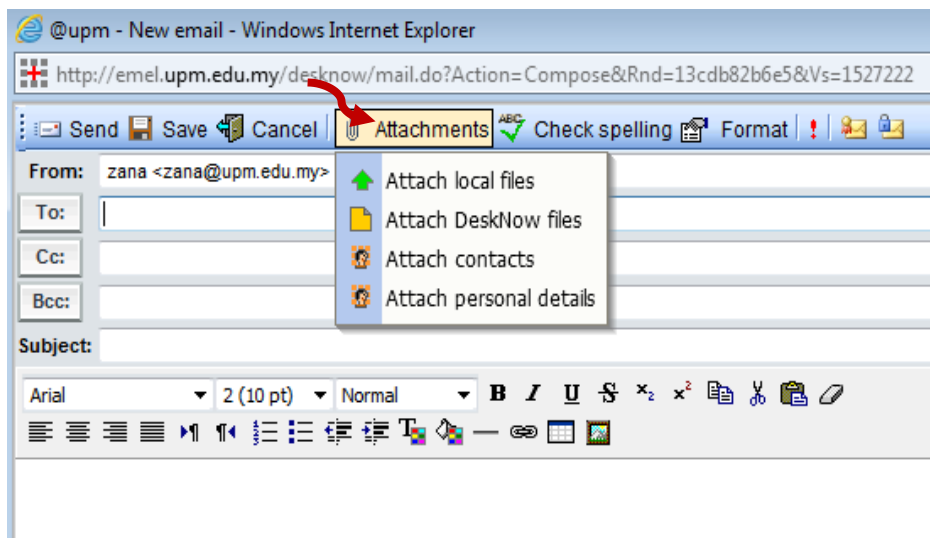 @upm - New email - Windows Internet Explorer
http://emel.upm.edu.my/desknow/mail.do?Action=Compose&Rnd=13cdb82b6e5&Vs=1527222
Send Save Cancel Attachments ABC Check spelling Format !
From: zana <zana@upm.edu.my>
Attach local files
To:
Attach DeskNow files
Cc:
Attach contacts
Bcc:
Attach personal details
Subject:
Arial 2 (10 pt) Normal B I U S x₂ x²